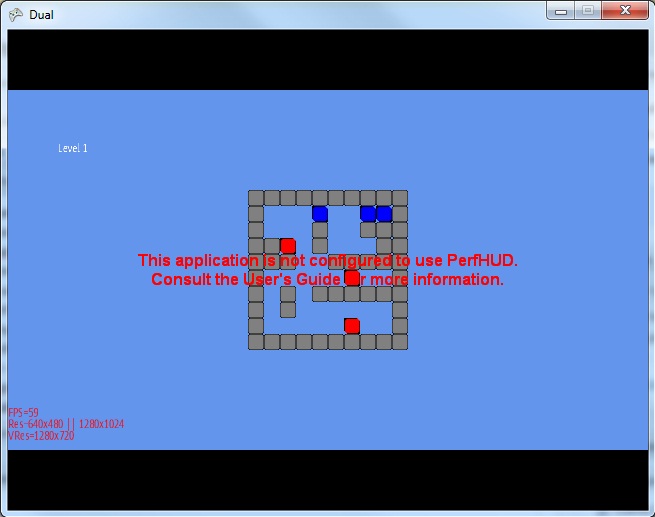 Dual
Level 1
This application is not configured to use PerfHUD.
Consult the User's Guide for more information.
FPS=59
Res=640x480 || 1280x1024
VRes=1280x720